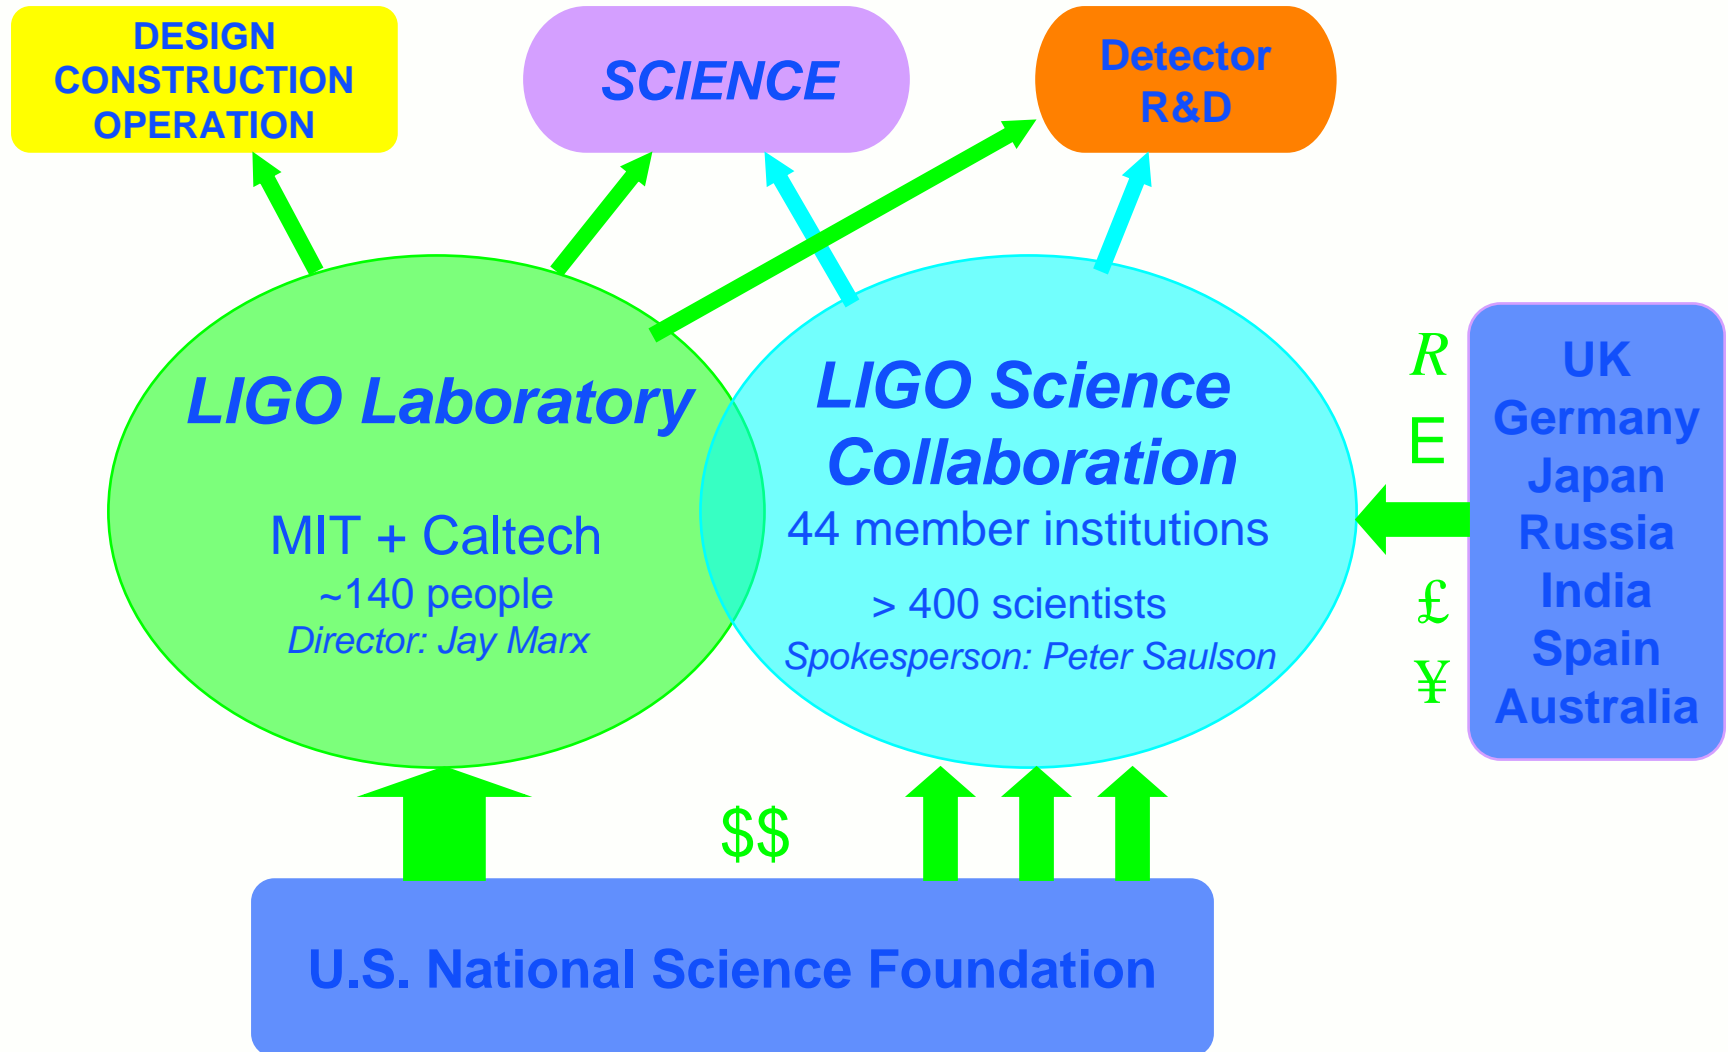 DESIGN
CONSTRUCTION
OPERATION
SCIENCE
Detector
R&D
LIGO Laboratory
MIT + Caltech
~140 people
Director: Jay Marx
LIGO Science
Collaboration
44 member institutions
> 400 scientists
Spokesperson: Peter Saulson
R
E
£
¥
UK
Germany
Japan
Russia
India
Spain
Australia
$$
U.S. National Science Foundation